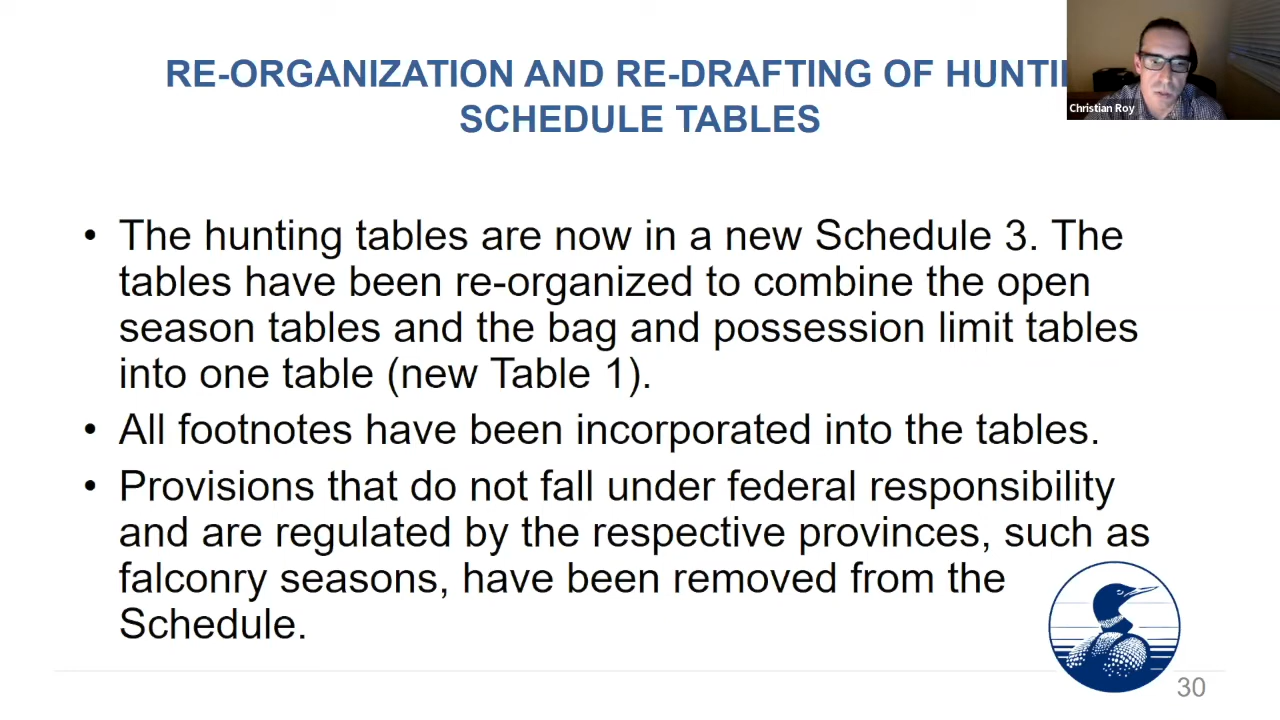 RE-ORGANIZATION AND RE-DRAFTING OF HUNTI
SCHEDULE TABLES
Christian Roy
• The hunting tables are now in a new Schedule 3. The
tables have been re-organized to combine the open
season tables and the bag and possession limit tables
into one table (new Table 1).
• All footnotes have been incorporated into the tables.
• Provisions that do not fall under federal responsibility
and are regulated by the respective provinces, such as
falconry seasons, have been removed from the
Schedule.
30